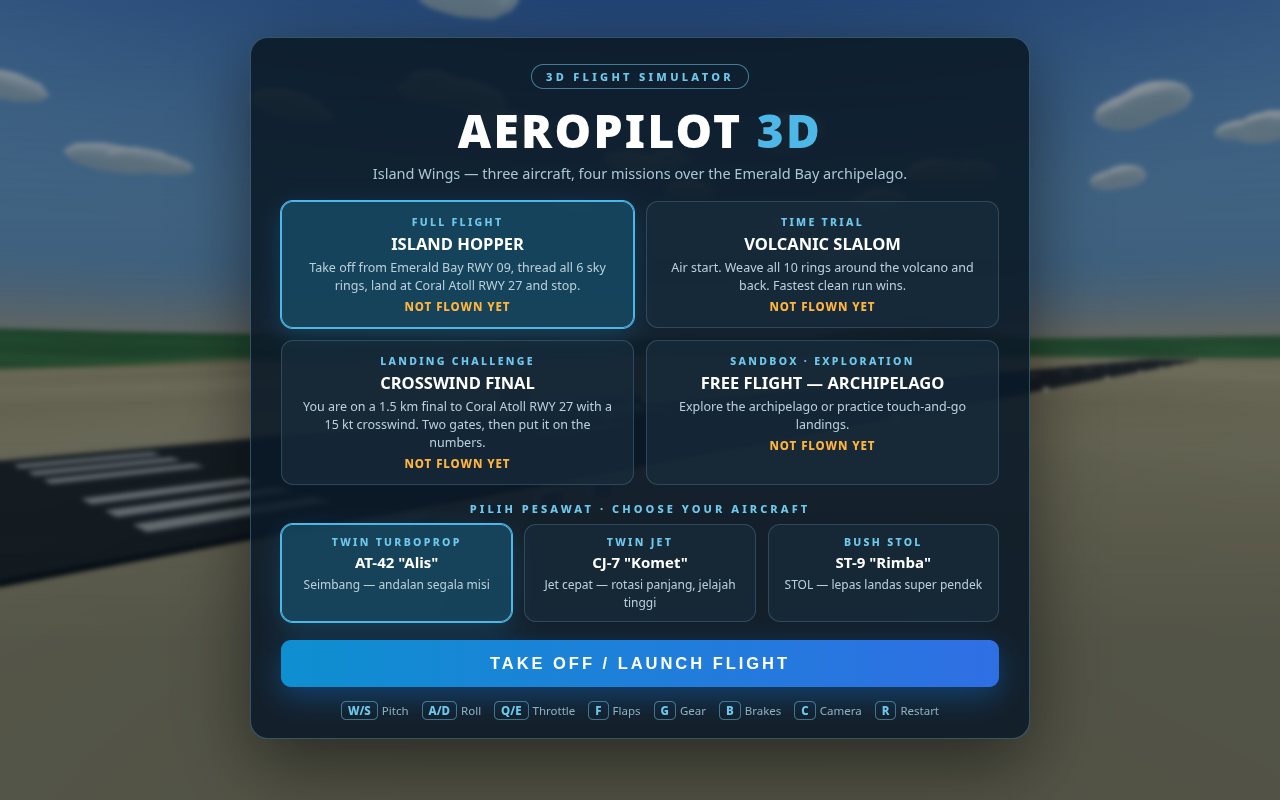 3D FLIGHT SIMULATOR
AEROPILOT 3D
Island Wings — three aircraft, four missions over the Emerald Bay archipelago.
FULL FLIGHT
ISLAND HOPPER
Take off from Emerald Bay RWY 09, thread all 6 sky
rings, land at Coral Atoll RWY 27 and stop.
NOT FLOWN YET
TIME TRIAL
VOLCANIC SLALOM
Air start. Weave all 10 rings around the volcano and
back. Fastest clean run wins.
NOT FLOWN YET
LANDING CHALLENGE
CROSSWIND FINAL
You are on a 1.5 km final to Coral Atoll RWY 27 with a
15 kt crosswind. Two gates, then put it on the
numbers.
NOT FLOWN YET
SANDBOX · EXPLORATION
FREE FLIGHT — ARCHIPELAGO
Explore the archipelago or practice touch-and-go
landings.
NOT FLOWN YET
PILIH PESAWAT · CHOOSE YOUR AIRCRAFT
TWIN TURBOPROP
AT-42 "Alis"
Seimbang — andalan segala misi
TWIN JET
CJ-7 "Komet"
Jet cepat — rotasi panjang, jelajah
tinggi
BUSH STOL
ST-9 "Rimba"
STOL — lepas landas super pendek
TAKE OFF / LAUNCH FLIGHT
W/S Pitch A/D Roll Q/E Throttle F Flaps G Gear B Brakes C Camera R Restart